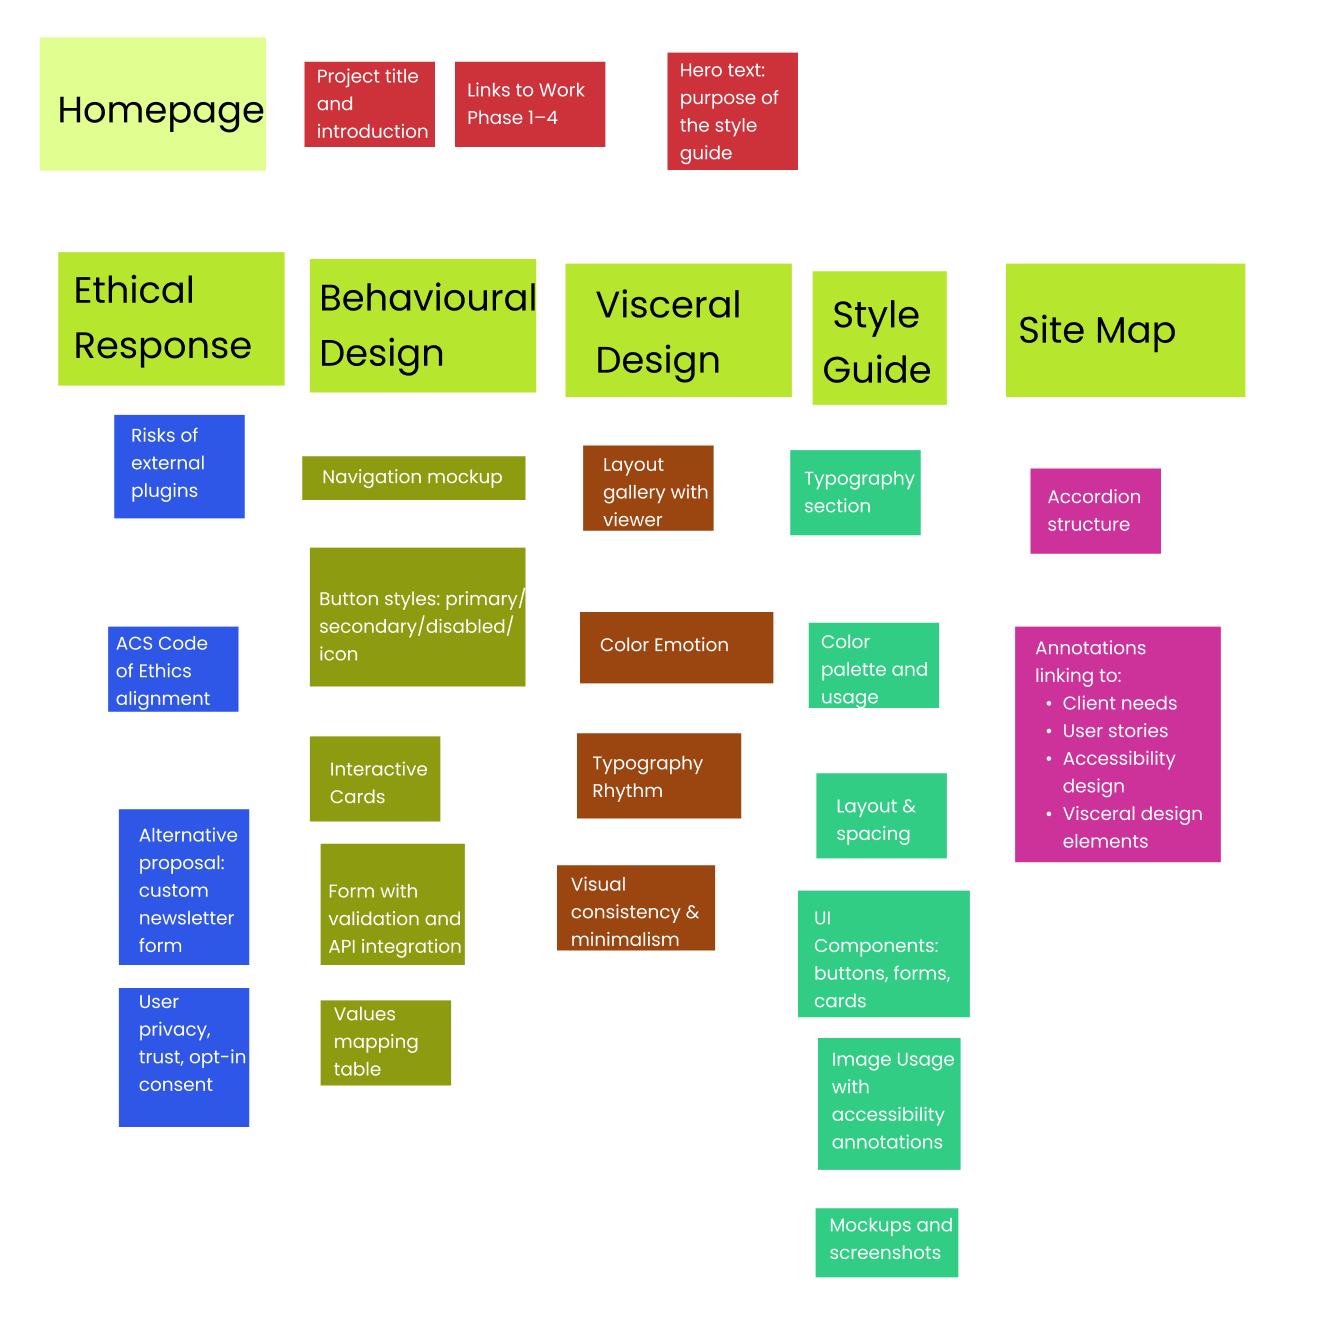 Homepage
Project title
and
introduction
Links to Work
Phase 1–4
Hero text:
purpose of
the style
guide
Ethical
Response
Risks of
external
plugins
ACS Code
of Ethics
alignment
Alternative
proposal:
custom
newsletter
form
User
privacy,
trust, opt-in
consent
Behavioural
Design
Navigation mockup
Button styles: primary/
secondary/disabled/
icon
Interactive
Cards
Form with
validation and
API integration
Values
mapping
table
Visceral
Design
Layout
gallery with
viewer
Color Emotion
Typography
Rhythm
Visual
consistency &
minimalism
Style
Guide
Typography
section
Color
palette and
usage
Layout &
spacing
UI
Components:
buttons, forms,
cards
Image Usage
with
accessibility
annotations
Mockups and
screenshots
Site Map
Accordion
structure
Annotations
linking to:
• Client needs
• User stories
• Accessibility
design
• Visceral design
elements